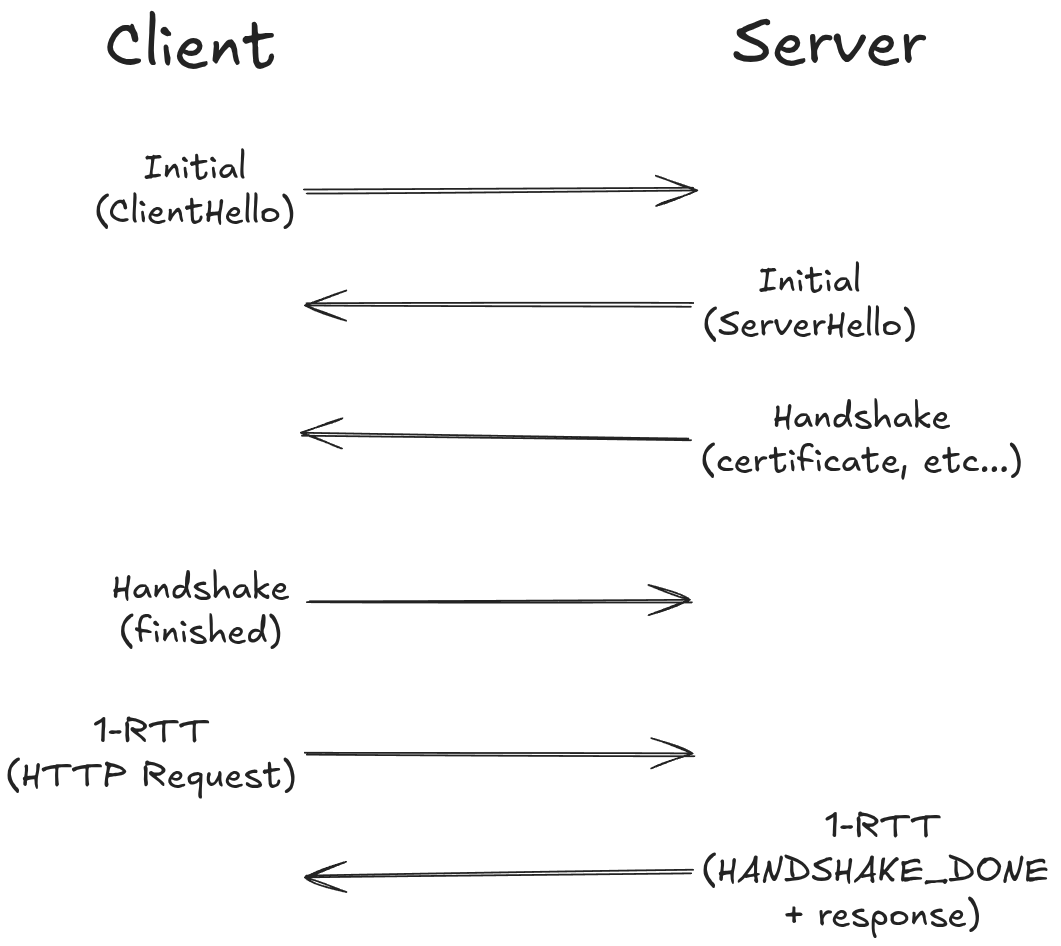 Client
Server
Initial
(ClientHello)
Initial
(ServerHello)
Handshake
(certificate, etc...)
Handshake
(finished)
1-RTT
(HTTP Request)
1-RTT
(HANDSHAKE_DONE
+ response)